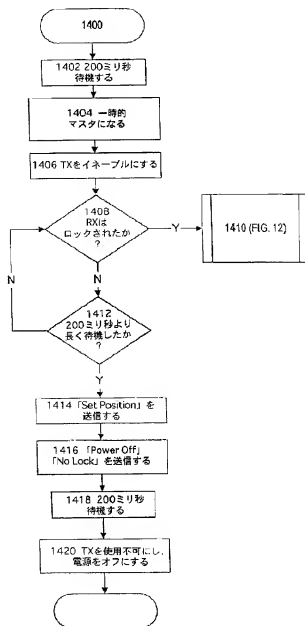 1400
1402 200ミリ秒
待機する
1404 一時的
マスタになる
1406 TXをイネーブルにする
1408
RXは
ロックされたか
?
Y
1410 (FIG. 12)
N
N
1412
200ミリ秒より
長く待機したか
?
Y
1414 「Set Position」を
送信する
1416 「Power Off」
「No Lock」を送信する
1418 200ミリ秒
待機する
1420 TXを使用不可にし、
電源をオフにする